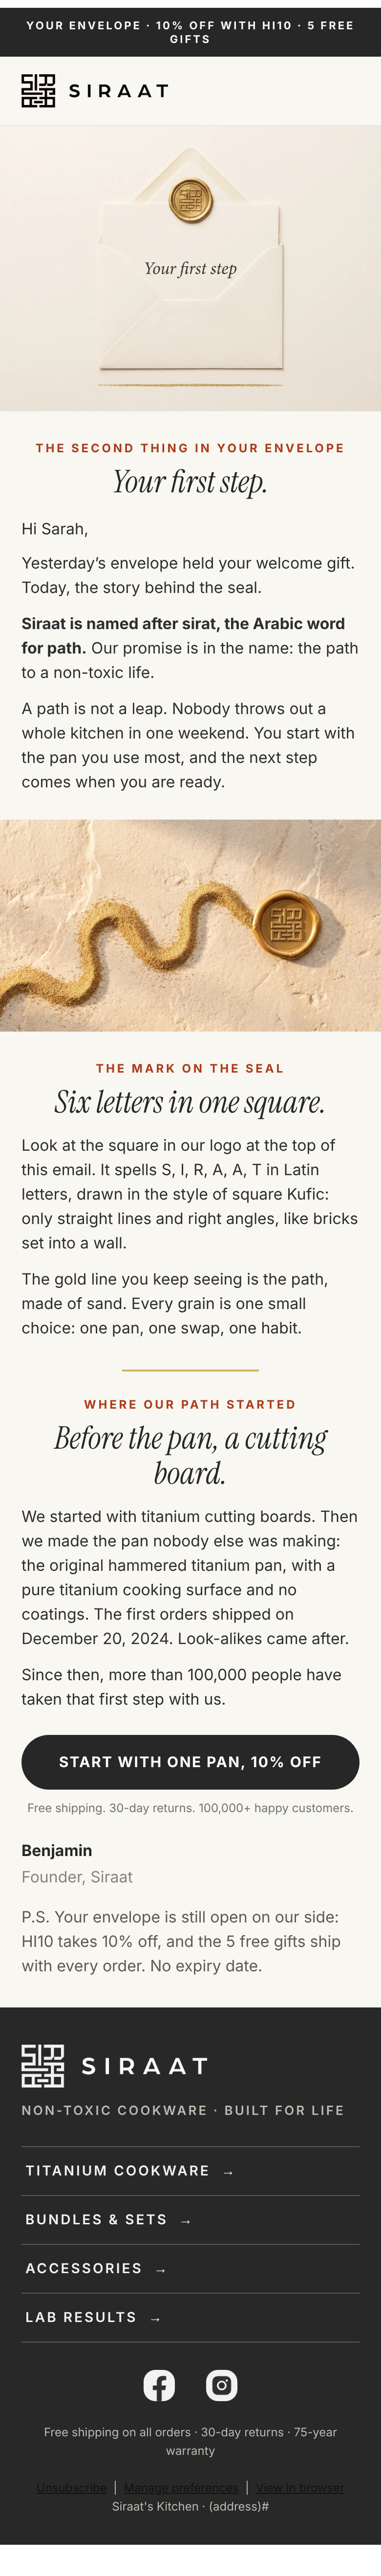 YOUR ENVELOPE · 10% OFF WITH HI10 · 5 FREE
GIFTS
SIRAAT
Your first step
THE SECOND THING IN YOUR ENVELOPE
Your first step.
Hi Sarah,
Yesterday’s envelope held your welcome gift.
Today, the story behind the seal.
Siraat is named after sirat, the Arabic word
for path. Our promise is in the name: the path
to a non-toxic life.
A path is not a leap. Nobody throws out a
whole kitchen in one weekend. You start with
the pan you use most, and the next step
comes when you are ready.
THE MARK ON THE SEAL
Six letters in one square.
Look at the square in our logo at the top of
this email. It spells S, I, R, A, A, T in Latin
letters, drawn in the style of square Kufic:
only straight lines and right angles, like bricks
set into a wall.
The gold line you keep seeing is the path,
made of sand. Every grain is one small
choice: one pan, one swap, one habit.
WHERE OUR PATH STARTED
Before the pan, a cutting
board.
We started with titanium cutting boards. Then
we made the pan nobody else was making:
the original hammered titanium pan, with a
pure titanium cooking surface and no
coatings. The first orders shipped on
December 20, 2024. Look-alikes came after.
Since then, more than 100,000 people have
taken that first step with us.
START WITH ONE PAN, 10% OFF
Free shipping. 30-day returns. 100,000+ happy customers.
Benjamin
Founder, Siraat
P.S. Your envelope is still open on our side:
HI10 takes 10% off, and the 5 free gifts ship
with every order. No expiry date.
SIRAAT
NON-TOXIC COOKWARE · BUILT FOR LIFE
TITANIUM COOKWARE →
BUNDLES & SETS →
ACCESSORIES →
LAB RESULTS →
Free shipping on all orders · 30-day returns · 75-year
warranty
Unsubscribe | Manage preferences | View in browser
Siraat's Kitchen · (address)#